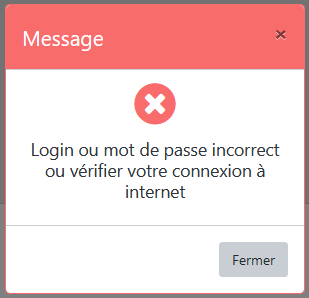 Message
×
Login ou mot de passe incorrect
ou vérifier votre connexion à
internet
Fermer